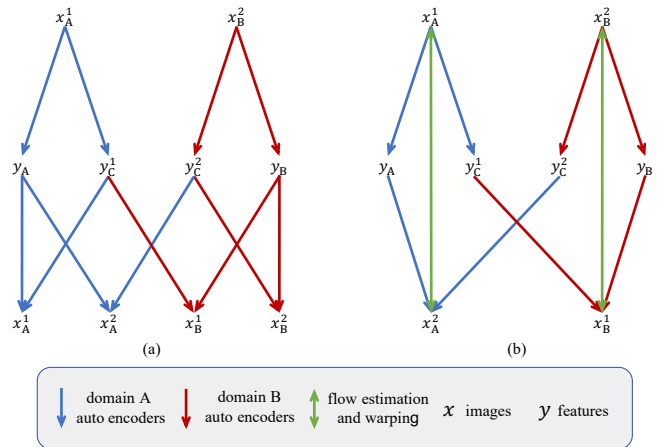 x_A^1 x_B^2 x_A^1 x_B^2
y_A y_C^1 y_C^2 y_B y_A y_C^1 y_C^2 y_B
x_A^1 x_A^2 x_B^1 x_B^2 x_A^2 x_B^1
(a) (b)
domain A domain B flow estimation
auto encoders auto encoders and warping x images y features